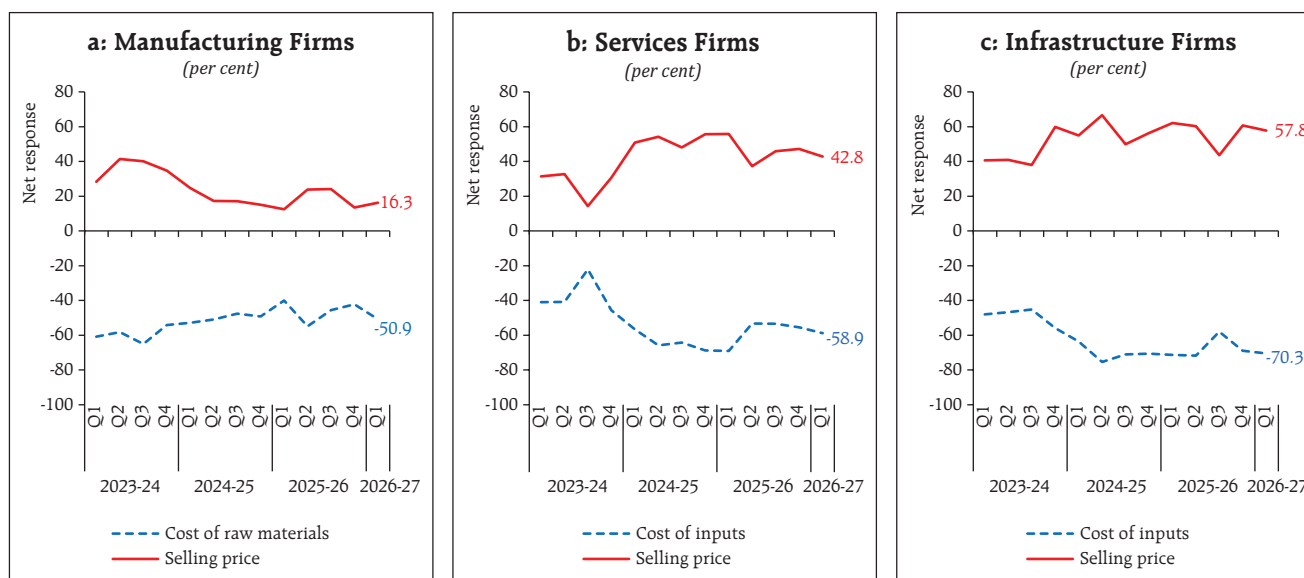 a: Manufacturing Firms
(per cent)
Net response
80
60
40
20
0
-20
-40
-60
-80
-100
16.3
-50.9
Q1 Q2 Q3 Q4 Q1 Q2 Q3 Q4 Q1 Q2 Q3 Q4 Q1
2023-24 2024-25 2025-26 2026-27
Cost of raw materials
Selling price
b: Services Firms
(per cent)
Net response
80
60
40
20
0
-20
-40
-60
-80
-100
42.8
-58.9
Q1 Q2 Q3 Q4 Q1 Q2 Q3 Q4 Q1 Q2 Q3 Q4 Q1
2023-24 2024-25 2025-26 2026-27
Cost of inputs
Selling price
c: Infrastructure Firms
(per cent)
Net response
80
60
40
20
0
-20
-40
-60
-80
-100
57.8
-70.3
Q1 Q2 Q3 Q4 Q1 Q2 Q3 Q4 Q1 Q2 Q3 Q4 Q1
2023-24 2024-25 2025-26 2026-27
Cost of inputs
Selling price